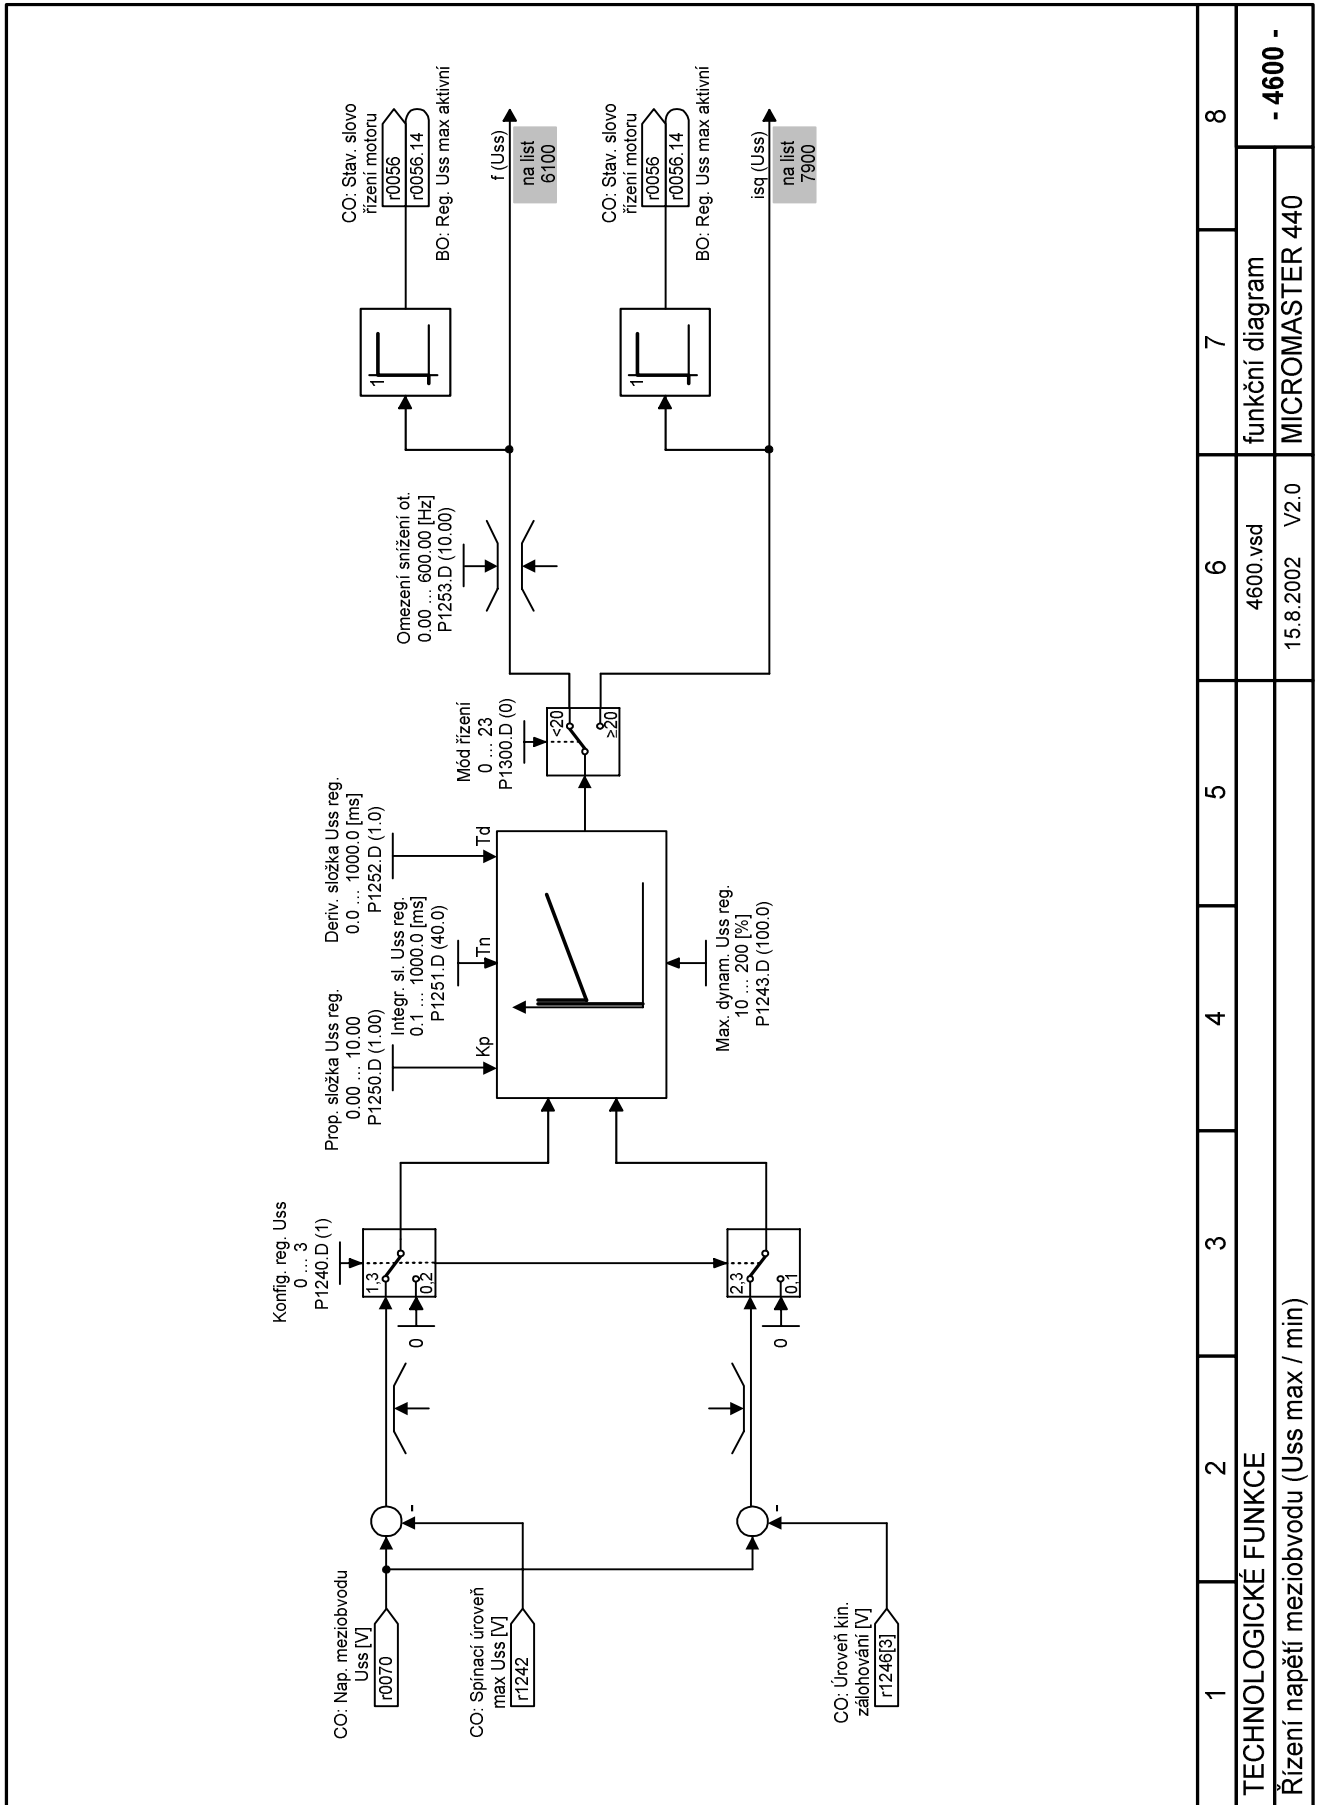 CO: Nap. meziobvodu
Uss [V]
r0070
CO: Spínací úroveň
max Uss [V]
r1242
CO: Úroveň kin.
zálohování [V]
r1246[3]
-
-
Konfig. reg. Uss
0 ... 3
P1240.D (1)
1,3
0,2
0
2,3
0,1
0
Prop. složka Uss reg.
0.00 ... 10.00
P1250.D (1.00)
Kp
Integr. sl. Uss reg.
0.1 ... 1000.0 [ms]
P1251.D (40.0)
Tn
Deriv. složka Uss reg.
0.0 ... 1000.0 [ms]
P1252.D (1.0)
Td
Max. dynam. Uss reg.
10 ... 200 [%]
P1243.D (100.0)
Mód řízení
0 ... 23
P1300.D (0)
<20
≥20
Omezení snížení ot.
0.00 ... 600.00 [Hz]
P1253.D (10.00)
1
CO: Stav. slovo
řízení motoru
r0056
r0056.14
BO: Reg. Uss max aktivní
f (Uss)
na list
6100
1
CO: Stav. slovo
řízení motoru
r0056
r0056.14
BO: Reg. Uss max aktivní
isq (Uss)
na list
7900
1 2 3 4 5 6 7 8
TECHNOLOGICKÉ FUNKCE
4600.vsd
funkční diagram
- 4600 -
Řízení napětí meziobvodu (Uss max / min)
15.8.2002 V2.0
MICROMASTER 440